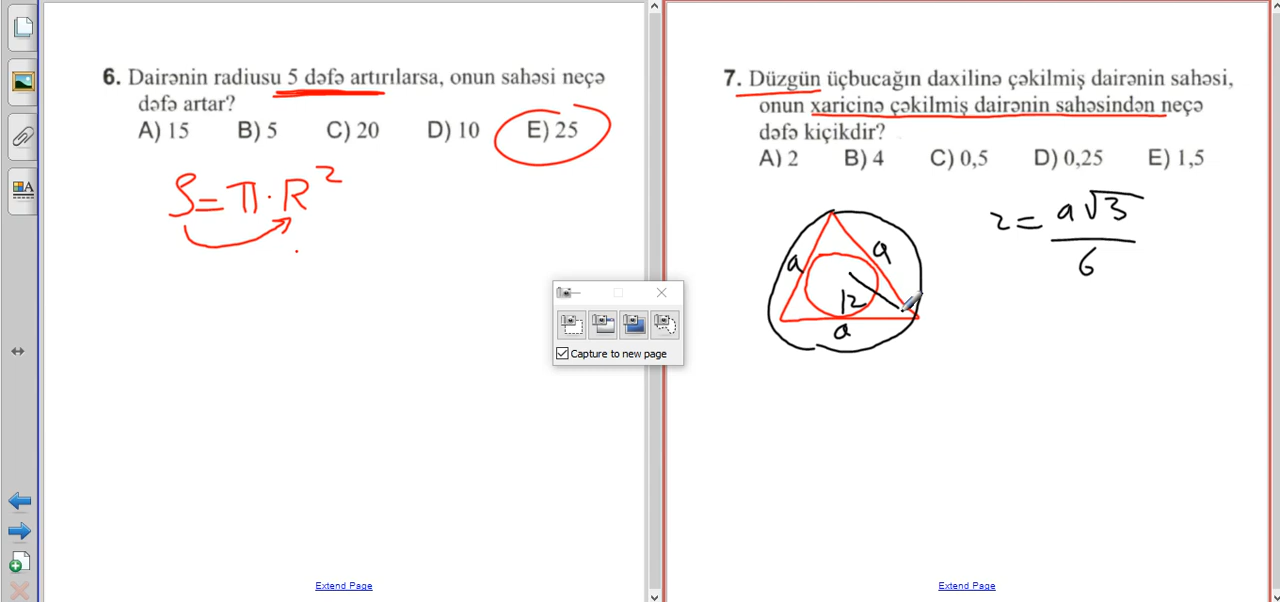 6. Dairənin radiusu 5 dəfə artırılarsa, onun sahəsi neçə
dəfə artar?
A) 15 B) 5 C) 20 D) 10 E) 25
S=π·R²
Capture to new page
Extend Page
7. Düzgün üçbucağın daxilinə çəkilmiş dairənin sahəsi,
onun xaricinə çəkilmiş dairənin sahəsindən neçə
dəfə kiçikdir?
A) 2 B) 4 C) 0,5 D) 0,25 E) 1,5
r = a√3 / 6
a a
r
a
Extend Page